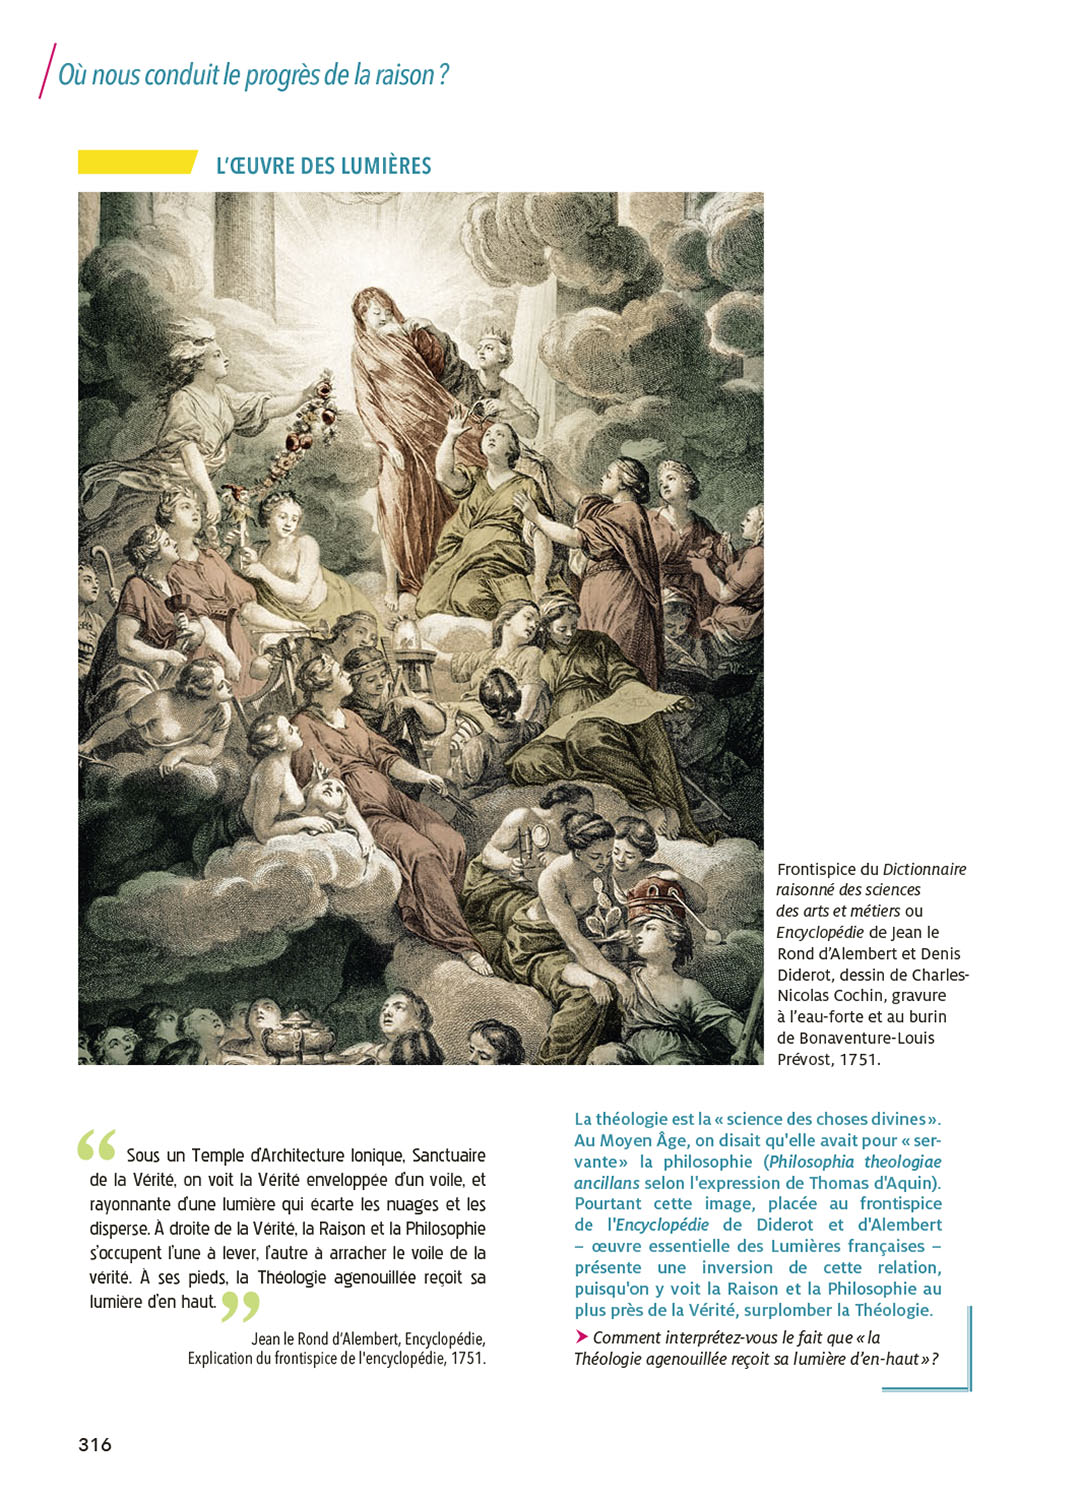 Où nous conduit le progrès de la raison ?
L'ŒUVRE DES LUMIÈRES
Frontispice du Dictionnaire
raisonné des sciences
des arts et métiers ou
Encyclopédie de Jean le
Rond d'Alembert et Denis
Diderot, dessin de Charles-
Nicolas Cochin, gravure
à l'eau-forte et au burin
de Bonaventure-Louis
Prévost, 1751.
“ Sous un Temple d'Architecture Ionique, Sanctuaire
de la Vérité, on voit la Vérité enveloppée d'un voile, et
rayonnante d'une lumière qui écarte les nuages et les
disperse. À droite de la Vérité, la Raison et la Philosophie
s'occupent l'une à lever, l'autre à arracher le voile de la
vérité. À ses pieds, la Théologie agenouillée reçoit sa
lumière d'en haut. ”
Jean le Rond d'Alembert, Encyclopédie,
Explication du frontispice de l'encyclopédie, 1751.
La théologie est la « science des choses divines ».
Au Moyen Âge, on disait qu'elle avait pour « ser-
vante » la philosophie (Philosophia theologiae
ancillans selon l'expression de Thomas d'Aquin).
Pourtant cette image, placée au frontispice
de l'Encyclopédie de Diderot et d'Alembert
– œuvre essentielle des Lumières françaises –
présente une inversion de cette relation,
puisqu'on y voit la Raison et la Philosophie au
plus près de la Vérité, surplomber la Théologie.
➤ Comment interprétez-vous le fait que « la
Théologie agenouillée reçoit sa lumière d'en-haut » ?
316